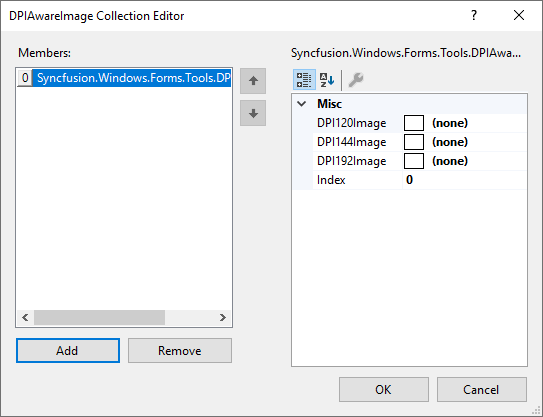 DPIAwareImage Collection Editor
?
Members:
0 Syncfusion.Windows.Forms.Tools.DP
Add
Remove
Syncfusion.Windows.Forms.Tools.DPIAwa...
Misc
DPI120Image (none)
DPI144Image (none)
DPI192Image (none)
Index 0
OK
Cancel